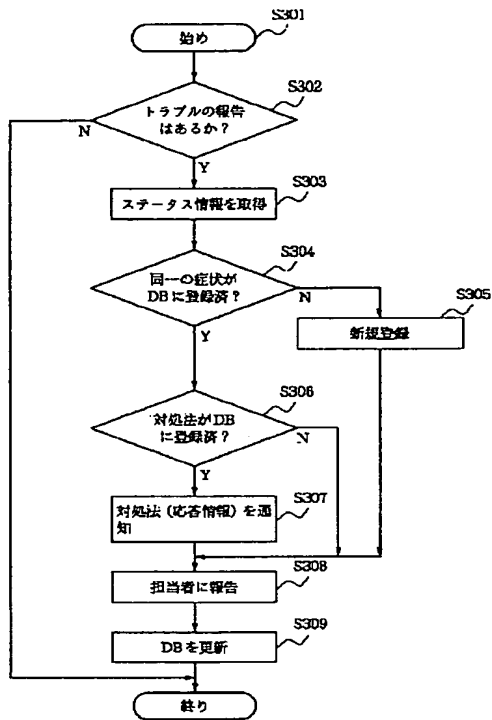 S301
始め
S302
トラブルの報告
はあるか?
N
Y
S303
ステータス情報を取得
S304
同一の症状が
DBに登録済?
N
Y
S305
新規登録
S306
対処法がDB
に登録済?
N
Y
S307
対処法(応答情報)を通
知
S308
担当者に報告
S309
DBを更新
終り